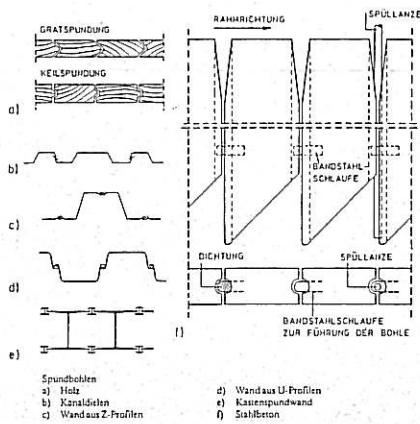 GRATSPUNDUNG
KEILSPUNDUNG
a)
b)
c)
d)
e)
RAMMRICHTUNG
SPÜLLANZE
BANDSTAHL
SCHLAUFE
DICHTUNG
SPÜLLANZE
f)
BANDSTAHLSCHLAUFE
ZUR FÜHRUNG DER BOHLE
Spundbohlen
a) Holz
b) Kanaldielen
c) Wand aus Z-Profilen
d) Wand aus U-Profilen
e) Kastenspundwand
f) Stahlbeton